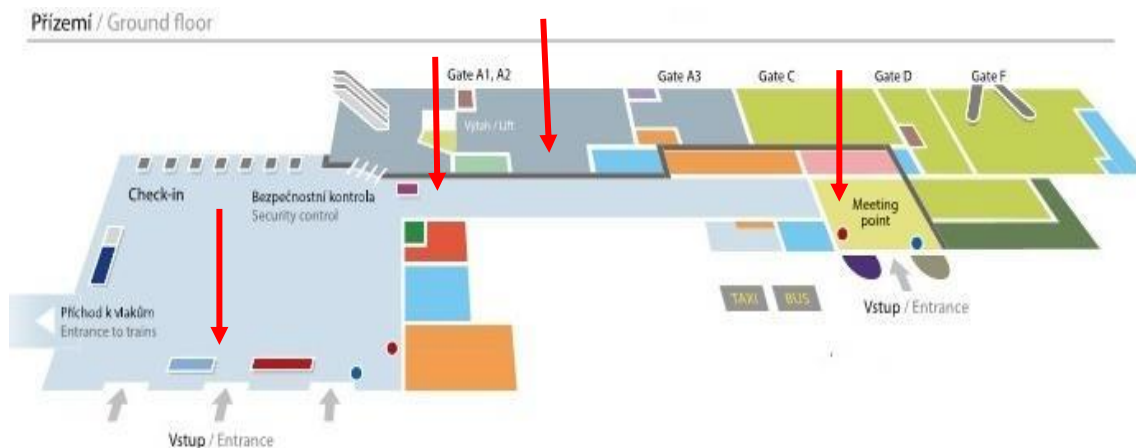 Přízemí / Ground floor
Gate A1, A2
Gate A3
Gate C
Gate D
Gate F
Výtah / Lift
Check-in
Bezpečnostní kontrola
Security control
Meeting
point
Příchod k vlakům
Entrance to trains
TAXI
BUS
Vstup / Entrance
Vstup / Entrance